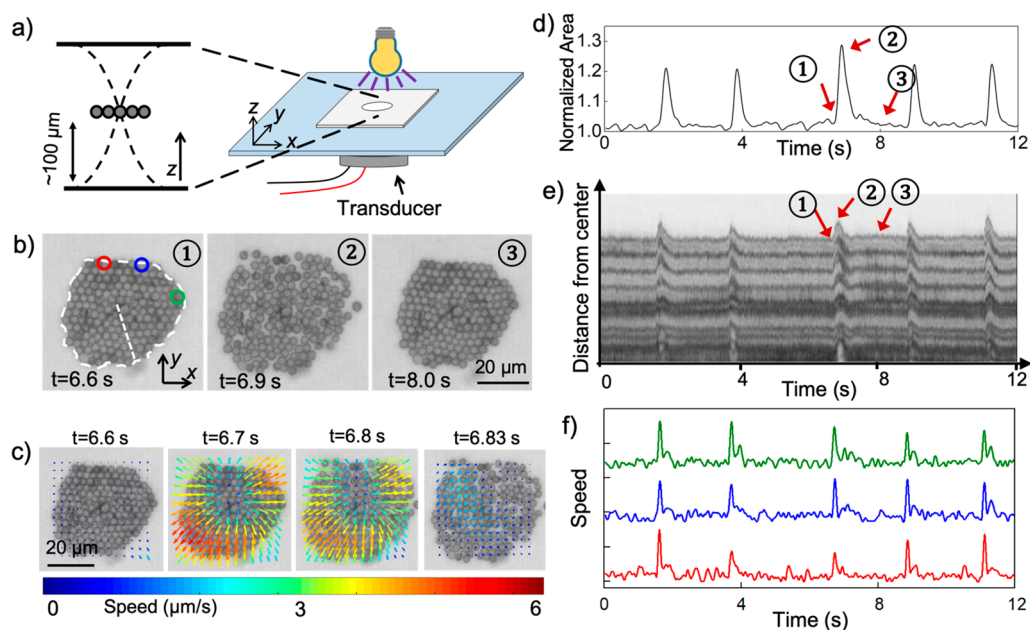 a)
~100 µm
z
z
y
x
Transducer
b)
①
②
③
y
x
t=6.6 s
t=6.9 s
t=8.0 s
20 µm
c)
t=6.6 s
t=6.7 s
t=6.8 s
t=6.83 s
20 µm
0
Speed (µm/s)
3
6
d)
Normalized Area
1.3
1.2
1.1
1.0
①
②
③
0
4
8
12
Time (s)
e)
Distance from center
①
②
③
0
4
8
12
Time (s)
f)
Speed
0
4
8
12
Time (s)